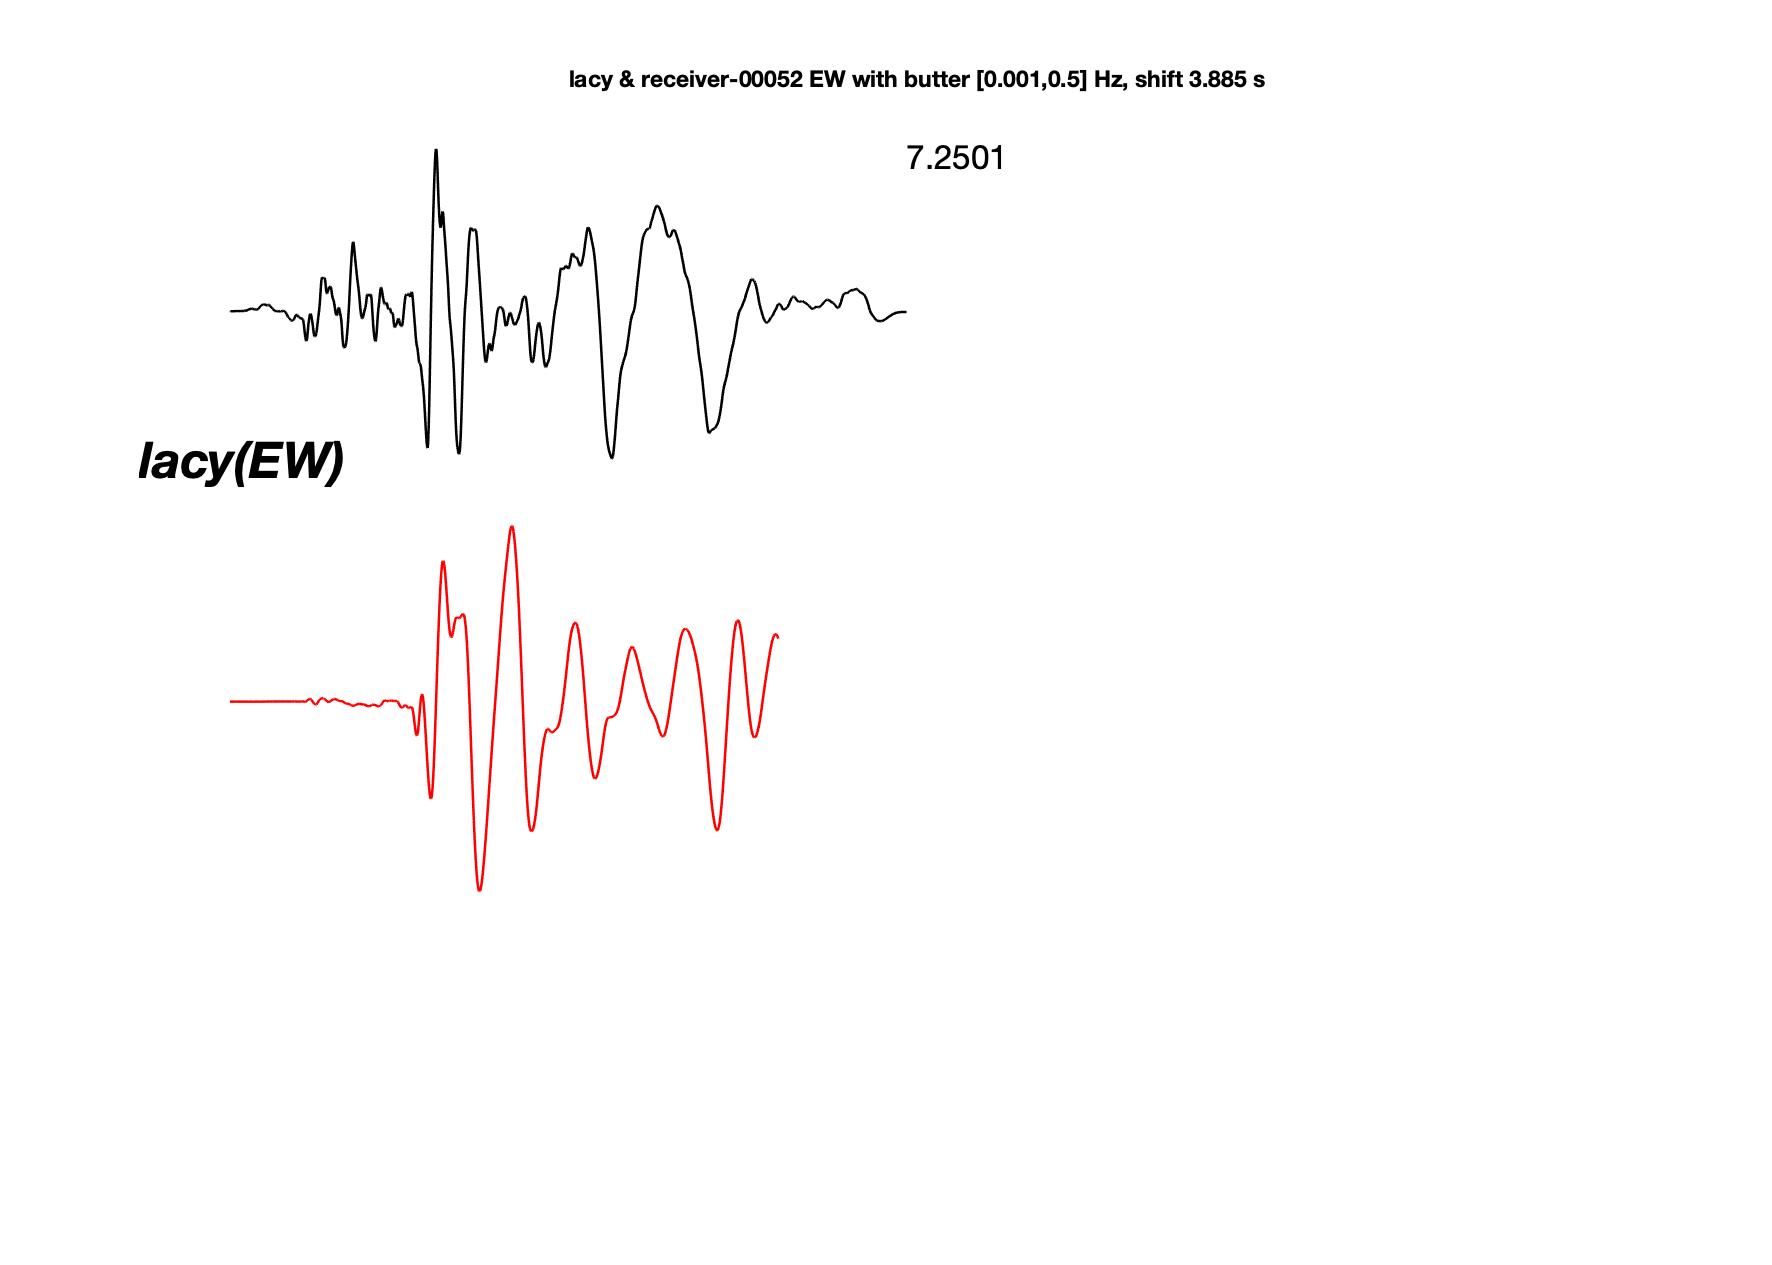 lacy & receiver-00052 EW with butter [0.001,0.5] Hz, shift 3.885 s
7.2501
lacy(EW)